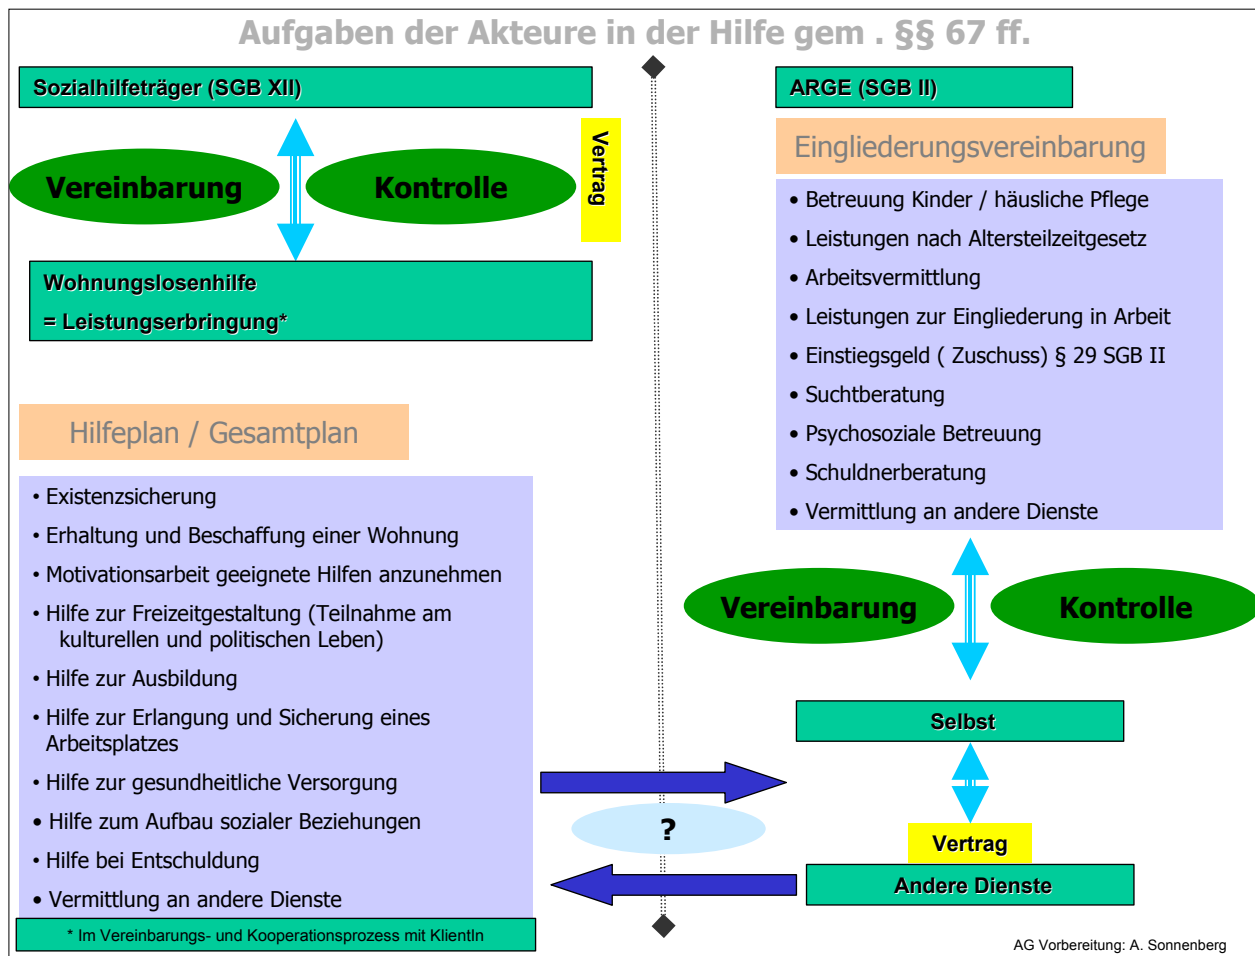 Aufgaben der Akteure in der Hilfe gem . §§ 67 ff.
Sozialhilfeträger (SGB XII)
Vereinbarung
Kontrolle
Vertrag
Wohnungslosenhilfe
= Leistungserbringung*
Hilfeplan / Gesamtplan
• Existenzsicherung
• Erhaltung und Beschaffung einer Wohnung
• Motivationsarbeit geeignete Hilfen anzunehmen
• Hilfe zur Freizeitgestaltung (Teilnahme am
kulturellen und politischen Leben)
• Hilfe zur Ausbildung
• Hilfe zur Erlangung und Sicherung eines
Arbeitsplatzes
• Hilfe zur gesundheitliche Versorgung
• Hilfe zum Aufbau sozialer Beziehungen
• Hilfe bei Entschuldung
• Vermittlung an andere Dienste
* Im Vereinbarungs- und Kooperationsprozess mit KlientIn
?
ARGE (SGB II)
Eingliederungsvereinbarung
• Betreuung Kinder / häusliche Pflege
• Leistungen nach Altersteilzeitgesetz
• Arbeitsvermittlung
• Leistungen zur Eingliederung in Arbeit
• Einstiegsgeld ( Zuschuss) § 29 SGB II
• Suchtberatung
• Psychosoziale Betreuung
• Schuldnerberatung
• Vermittlung an andere Dienste
Vereinbarung
Kontrolle
Selbst
Vertrag
Andere Dienste
AG Vorbereitung: A. Sonnenberg